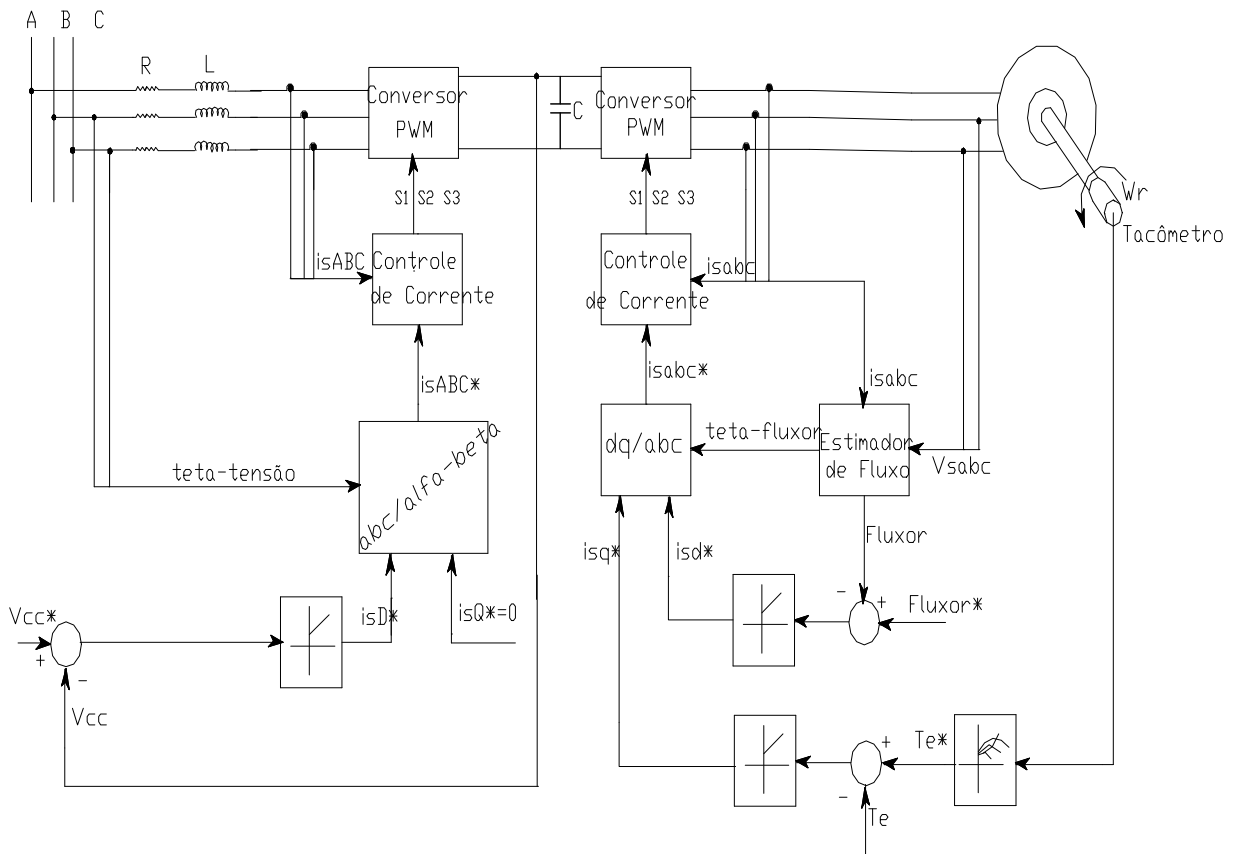 A B C
R
L
Conversor
PWM
C
Conversor
PWM
Wr
Tacômetro
S1 S2 S3
S1 S2 S3
isABC
Controle
de Corrente
Controle
de Corrente
isabc
isABC*
isabc*
isabc
abc/alfa-beta
teta-tensão
dq/abc
teta-fluxor
Estimador
de Fluxo
Vsabc
isq*
isd*
Fluxor
Vcc*
+
-
Vcc
isD*
isQ*=0
-
+
Fluxor*
+
Te*
-
Te